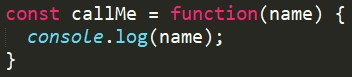 const callMe = function(name) {
  console.log(name);
}